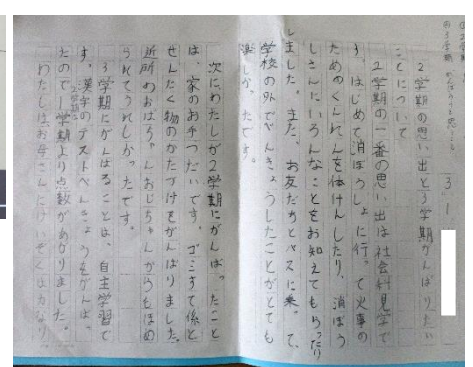 3 1
2学期の思い出と3学期がんばりたい
ことについて
2学期の一番の思い出は社会科見学で
す、はじめて消ぼうしょに行って火事の
ためのくんれんを体けんしたり、消ぼう
しさんにいろんなことをお知えてもらったり
しました。また、お友だちとバスに乗って、
学校の外でべんきょうしたことがとても
楽しかったです。
次にわたしが2学期にがんばったこと
は、家のお手つだいです。ゴミすて係と
せんたく物のかたづけをがんばりました。
近所のおばちゃんおじちゃんからもほめ
られてうれしかったです。
3学期にがんばることは、自主学習で
す。漢字のテストべんきょうをがんばっ
たので1学期より点数があがりました。
わたしはお母さんに